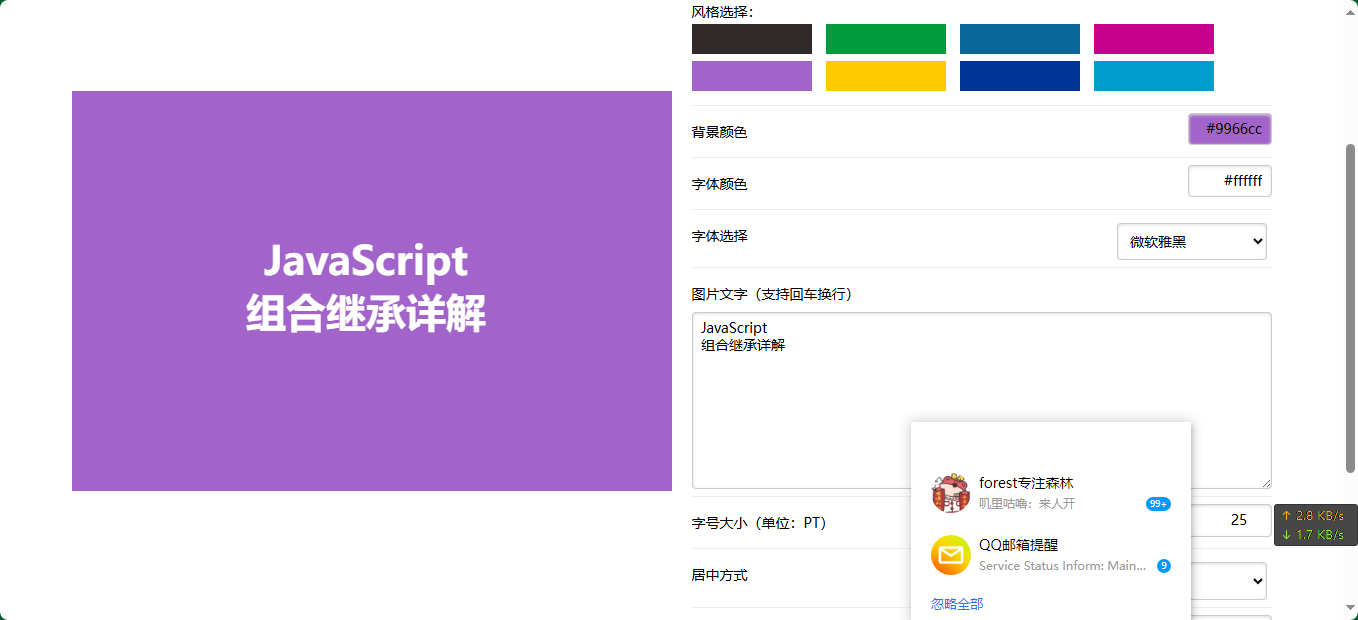 风格选择：
背景颜色
#9966cc
字体颜色
#ffffff
字体选择
微软雅黑
JavaScript
组合继承详解
图片文字（支持回车换行）
JavaScript
组合继承详解
forest专注森林
叽里咕噜：来人开
99+
QQ邮箱提醒
Service Status Inform: Main...
9
忽略全部
字号大小（单位：PT）
25
居中方式
↑ 2.8 KB/s
↓ 1.7 KB/s